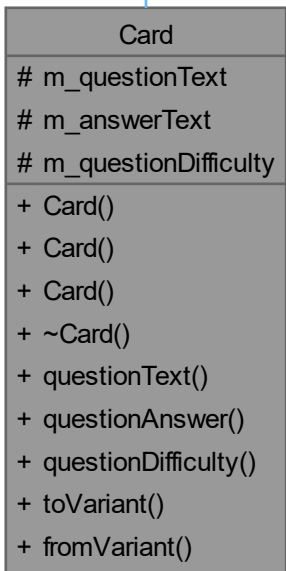 Card
# m_questionText
# m_answerText
# m_questionDifficulty
+ Card()
+ Card()
+ Card()
+ ~Card()
+ questionText()
+ questionAnswer()
+ questionDifficulty()
+ toVariant()
+ fromVariant()